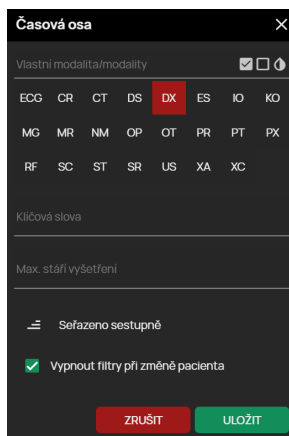 Časová osa
Vlastní modalita/modality
ECG CR CT DS DX ES IO KO
MG MR NM OP OT PR PT PX
RF SC ST SR US XA XC
Klíčová slova
Max. stáří vyšetření
Seřazeno sestupně
Vypnout filtry při změně pacienta
ZRUŠIT ULOŽIT